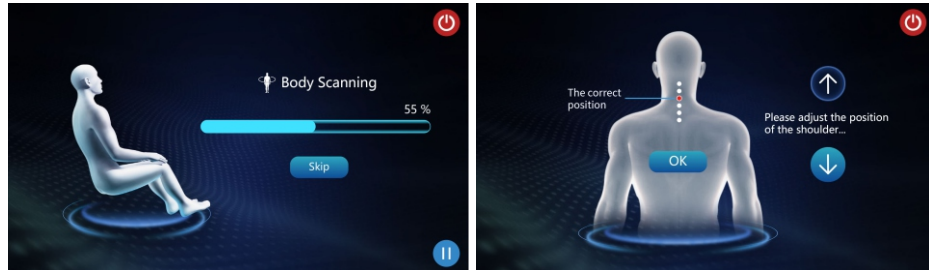 Body Scanning
55 %
Skip
The correct
position
Please adjust the position
of the shoulder...
OK